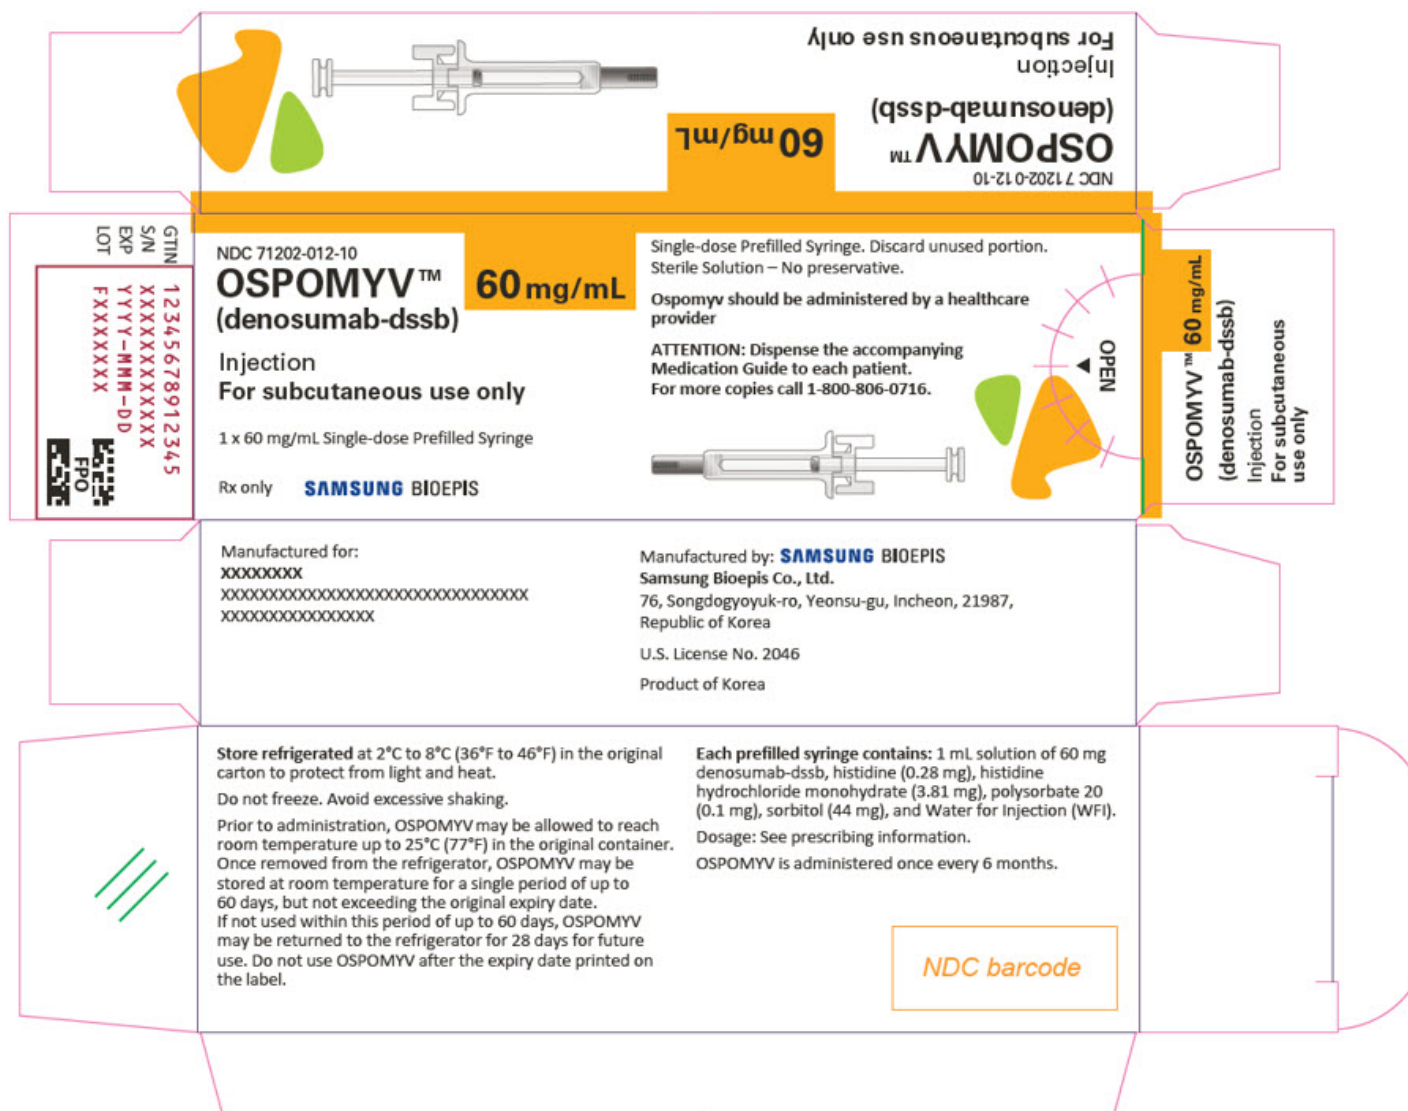 For subcutaneous use only
Injection
(denosumab-dssb)
OSPOMYV™
NDC 71202-012-10
60 mg/mL
GTIN 12345678912345
S/N XXXXXXXXXXXX
EXP YYYY-MMM-DD
LOT FXXXXXXX
FPO
NDC 71202-012-10
OSPOMYV™
(denosumab-dssb)
60 mg/mL
Injection
For subcutaneous use only
1 x 60 mg/mL Single-dose Prefilled Syringe
Rx only SAMSUNG BIOEPIS
Single-dose Prefilled Syringe. Discard unused portion.
Sterile Solution – No preservative.
Ospomyv should be administered by a healthcare
provider
ATTENTION: Dispense the accompanying
Medication Guide to each patient.
For more copies call 1-800-806-0716.
OPEN
OSPOMYV™ 60 mg/mL
(denosumab-dssb)
Injection
For subcutaneous
use only
Manufactured for:
XXXXXXXX
XXXXXXXXXXXXXXXXXXXXXXXXXXXXXXXX
XXXXXXXXXXXXXXXX
Manufactured by: SAMSUNG BIOEPIS
Samsung Bioepis Co., Ltd.
76, Songdogyoyuk-ro, Yeonsu-gu, Incheon, 21987,
Republic of Korea
U.S. License No. 2046
Product of Korea
Store refrigerated at 2°C to 8°C (36°F to 46°F) in the original
carton to protect from light and heat.
Do not freeze. Avoid excessive shaking.
Prior to administration, OSPOMYV may be allowed to reach
room temperature up to 25°C (77°F) in the original container.
Once removed from the refrigerator, OSPOMYV may be
stored at room temperature for a single period of up to
60 days, but not exceeding the original expiry date.
If not used within this period of up to 60 days, OSPOMYV
may be returned to the refrigerator for 28 days for future
use. Do not use OSPOMYV after the expiry date printed on
the label.
Each prefilled syringe contains: 1 mL solution of 60 mg
denosumab-dssb, histidine (0.28 mg), histidine
hydrochloride monohydrate (3.81 mg), polysorbate 20
(0.1 mg), sorbitol (44 mg), and Water for Injection (WFI).
Dosage: See prescribing information.
OSPOMYV is administered once every 6 months.
NDC barcode